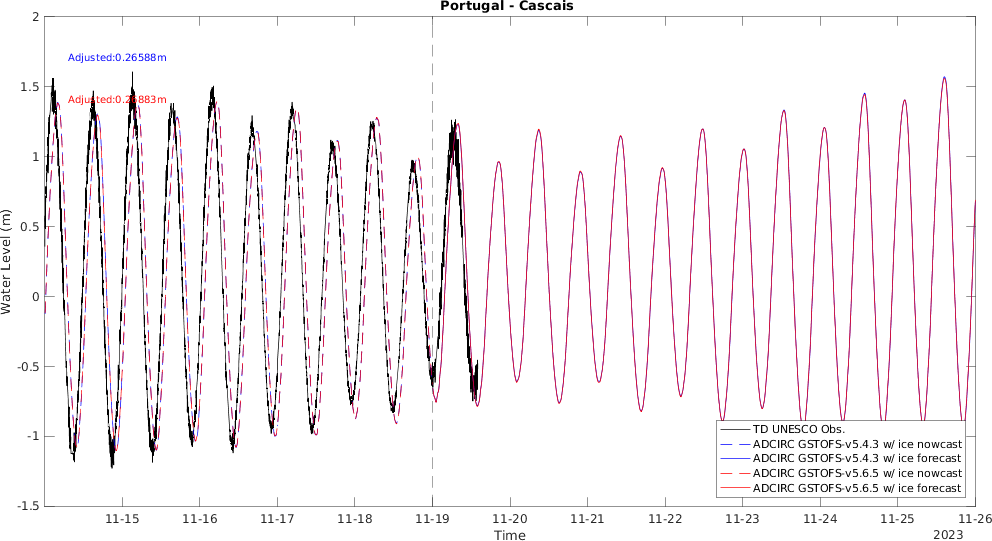 Portugal - Cascais
2
1.5
1
0.5
0
-0.5
-1
-1.5
Water Level (m)
Adjusted:0.26588m
Adjusted:0.26883m
TD UNESCO Obs.
ADCIRC GSTOFS-v5.4.3 w/ ice nowcast
ADCIRC GSTOFS-v5.4.3 w/ ice forecast
ADCIRC GSTOFS-v5.6.5 w/ ice nowcast
ADCIRC GSTOFS-v5.6.5 w/ ice forecast
11-15 11-16 11-17 11-18 11-19 11-20 11-21 11-22 11-23 11-24 11-25 11-26
Time
2023